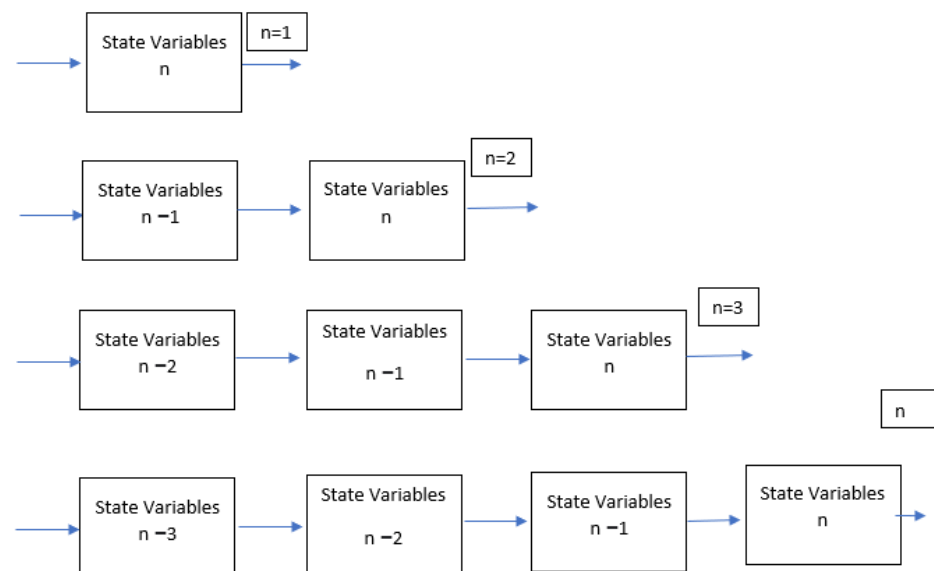 n=1
State Variables
n
n=2
State Variables
n −1
State Variables
n
n=3
State Variables
n −2
State Variables
n −1
State Variables
n
n
State Variables
n −3
State Variables
n −2
State Variables
n −1
State Variables
n